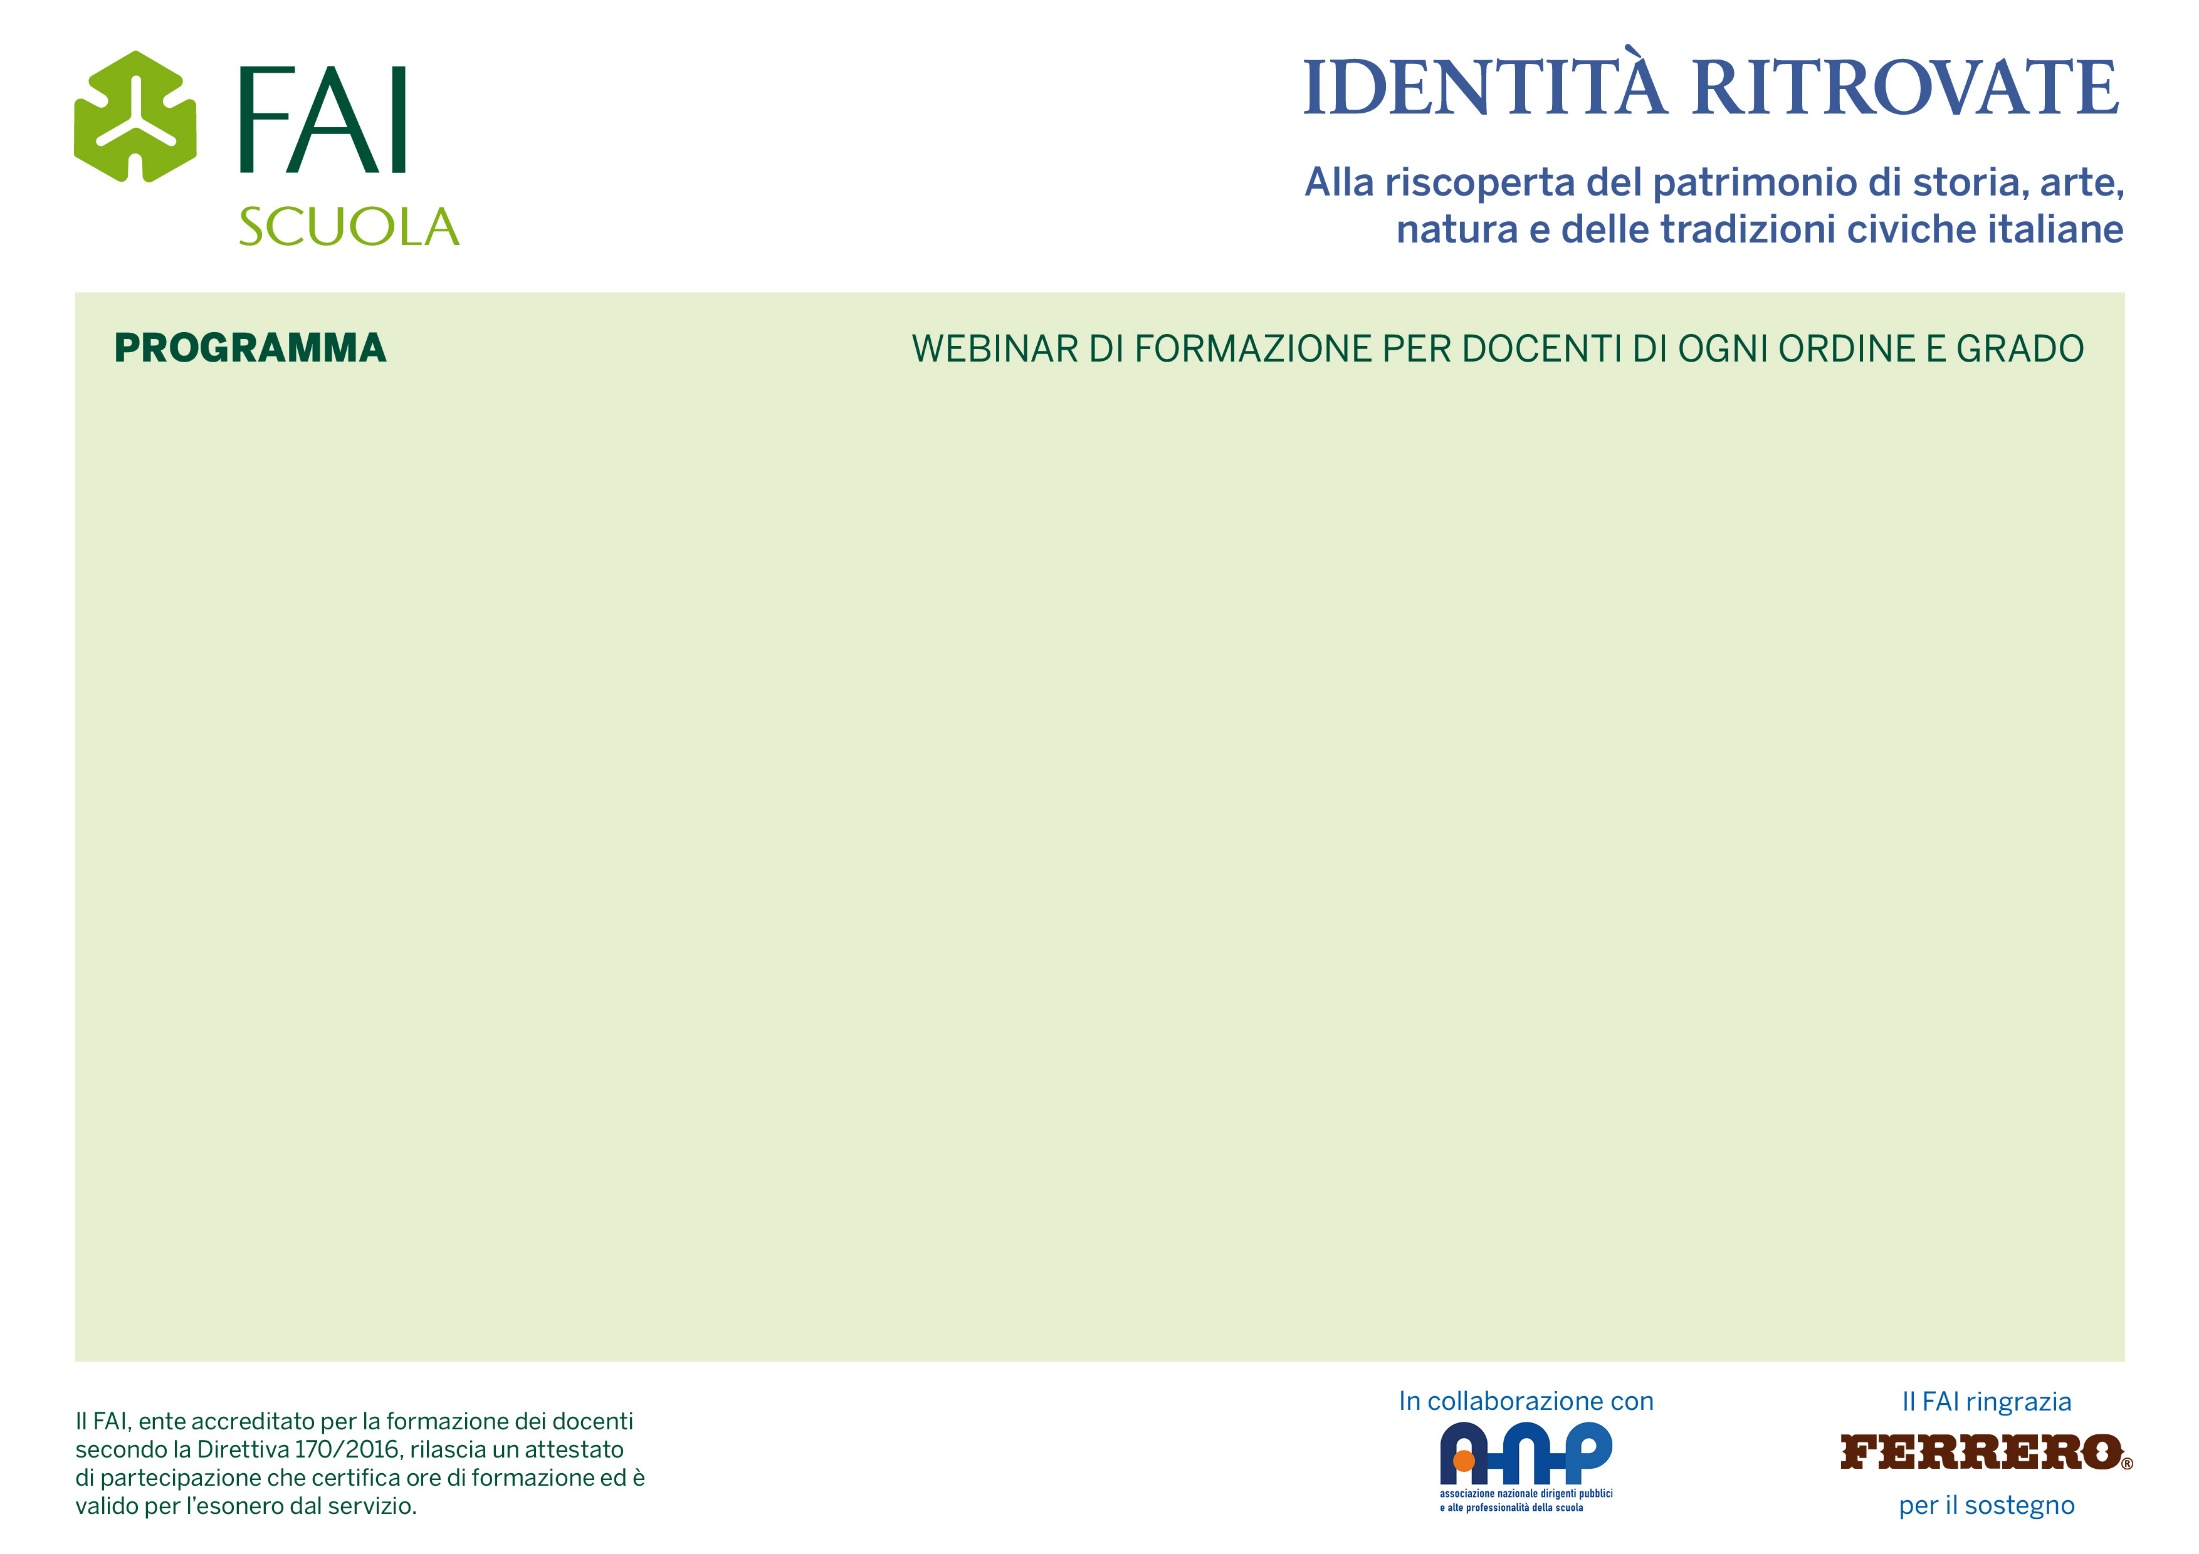 FAI
SCUOLA
IDENTITÀ RITROVATE
Alla riscoperta del patrimonio di storia, arte,
natura e delle tradizioni civiche italiane
PROGRAMMA
WEBINAR DI FORMAZIONE PER DOCENTI DI OGNI ORDINE E GRADO
Il FAI, ente accreditato per la formazione dei docenti
secondo la Direttiva 170/2016, rilascia un attestato
di partecipazione che certifica ore di formazione ed è
valido per l'esonero dal servizio.
In collaborazione con
anp
associazione nazionale dirigenti pubblici
e alte professionalità della scuola
Il FAI ringrazia
FERRERO®
per il sostegno